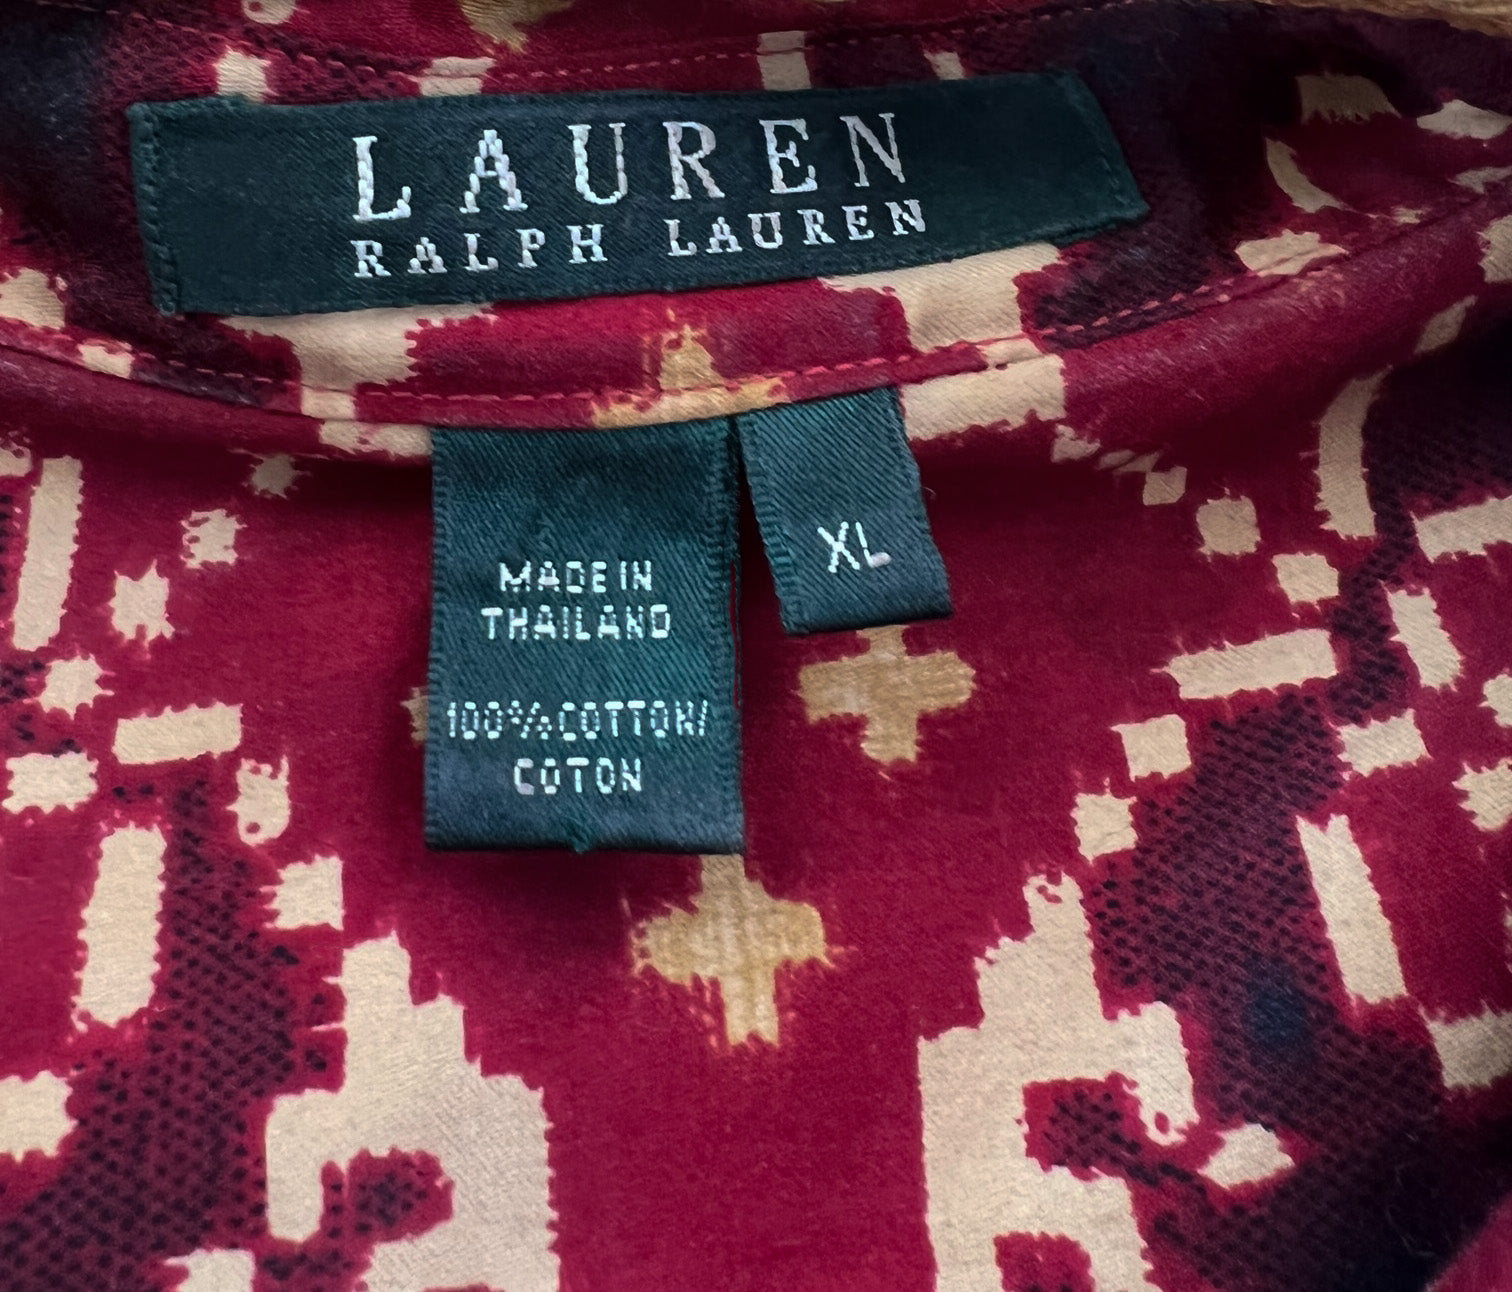 LAUREN
RALPH LAUREN
XL
MADE IN
THAILAND
100% COTTON/
COTON